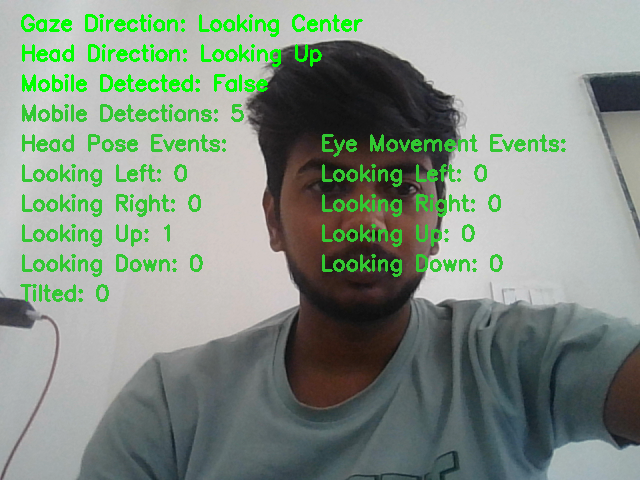 Gaze Direction: Looking Center
Head Direction: Looking Up
Mobile Detected: False
Mobile Detections: 5
Head Pose Events:
Looking Left: 0
Looking Right: 0
Looking Up: 1
Looking Down: 0
Tilted: 0
Eye Movement Events:
Looking Left: 0
Looking Right: 0
Looking Up: 0
Looking Down: 0